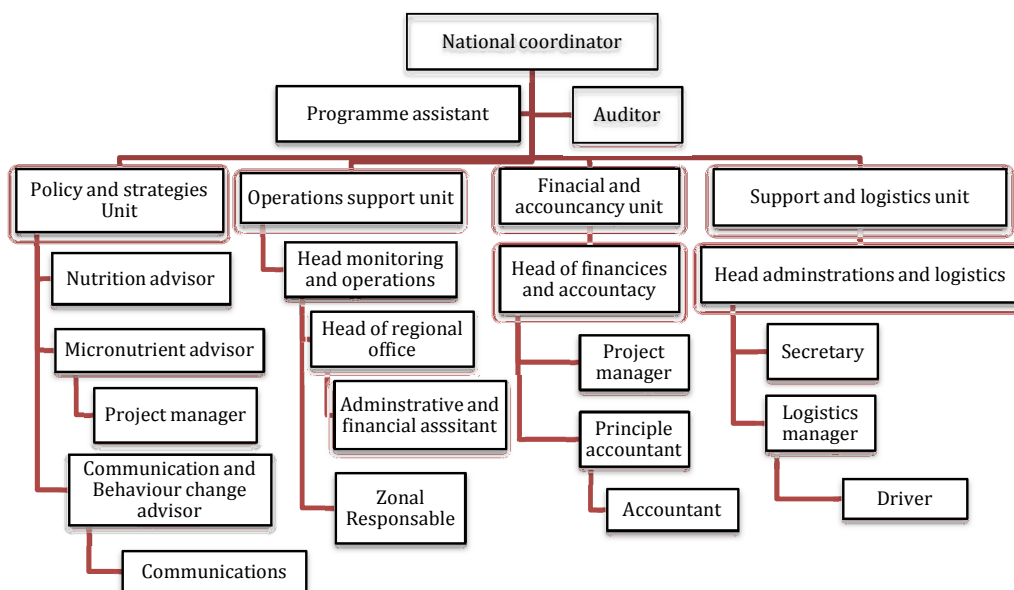 National coordinator
Programme assistant
Auditor
Policy and strategies
Unit
Operations support unit
Finacial and
accouncancy unit
Support and logistics unit
Nutrition advisor
Head monitoring
and operations
Head of financices
and accountacy
Head adminstrations and logistics
Micronutrient advisor
Head of regional
office
Project
manager
Secretary
Project manager
Adminstrative and
financial asssitant
Principle
accountant
Logistics
manager
Communication and
Behaviour change
advisor
Zonal
Responsable
Accountant
Driver
Communications